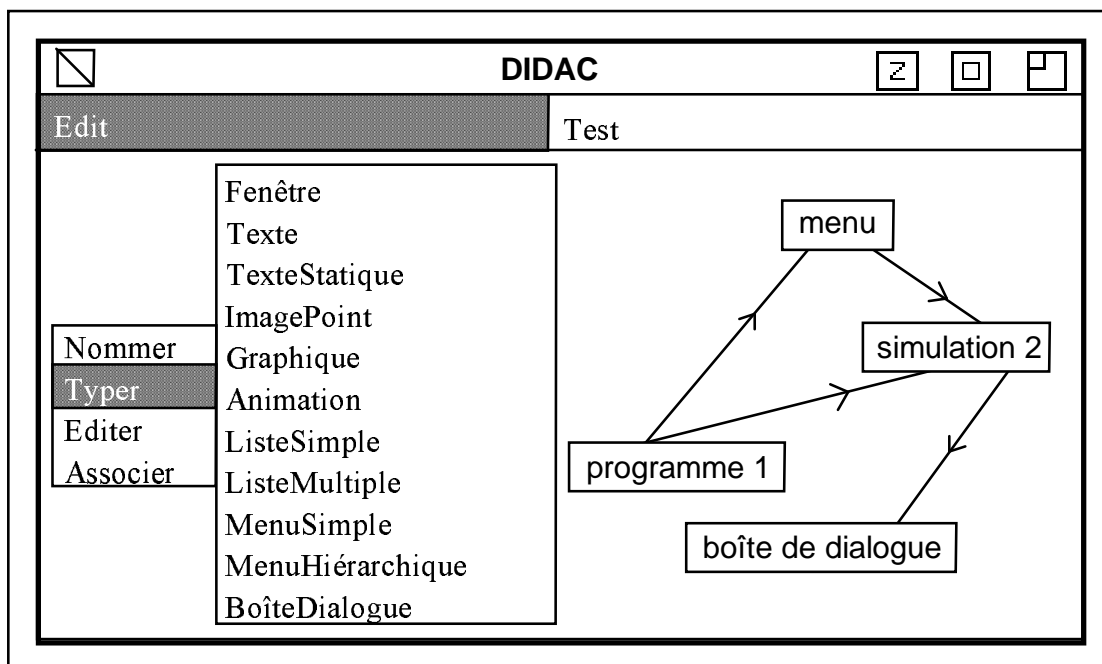 DIDAC
Z
Edit
Test
Nommer
Typer
Editer
Associer
Fenêtre
Texte
TexteStatique
ImagePoint
Graphique
Animation
ListeSimple
ListeMultiple
MenuSimple
MenuHiérarchique
BoîteDialogue
menu
simulation 2
programme 1
boîte de dialogue